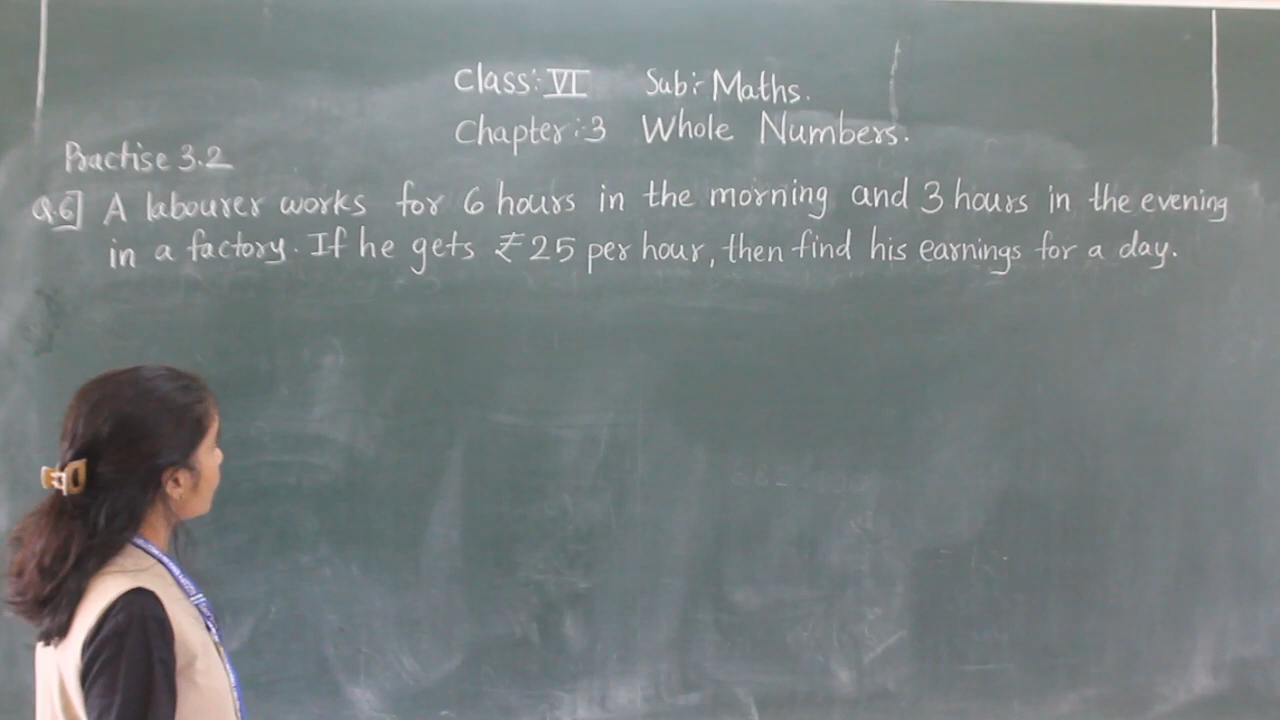 Class:- VI Sub:- Maths.
Chapter:-3 Whole Numbers.
Practise 3.2
Q.6] A labourer works for 6 hours in the morning and 3 hours in the evening
in a factory. If he gets ₹25 per hour, then find his earnings for a day.